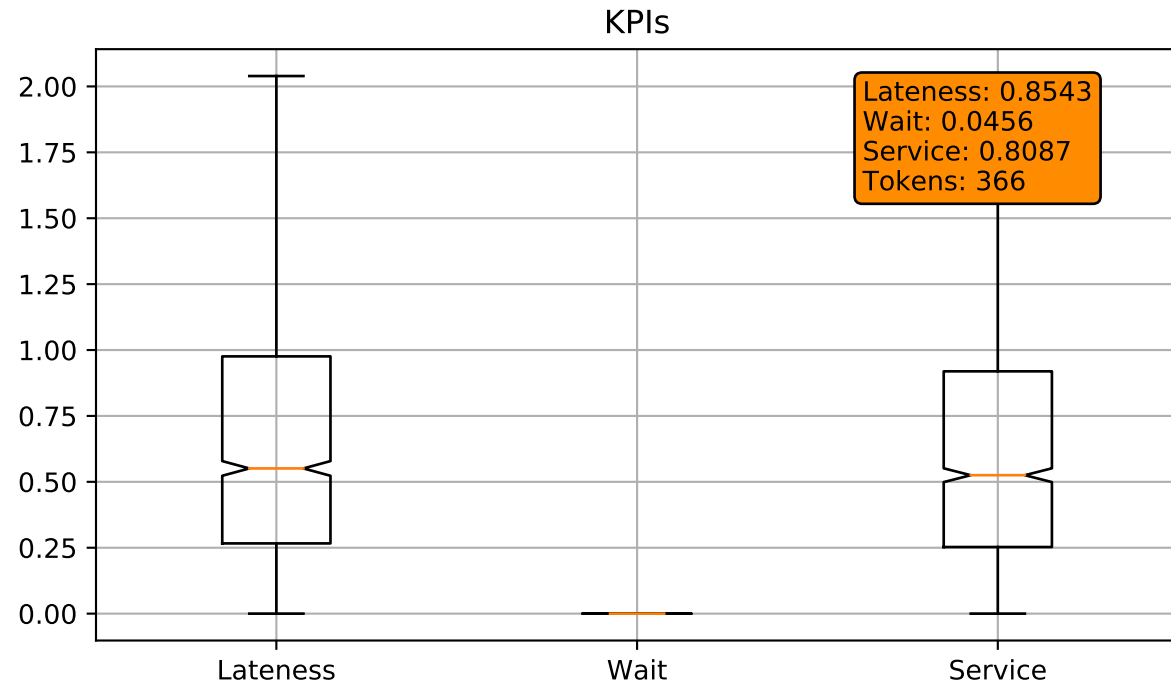 KPIs
2.00
1.75
1.50
1.25
1.00
0.75
0.50
0.25
0.00
Lateness: 0.8543
Wait: 0.0456
Service: 0.8087
Tokens: 366
Lateness Wait Service